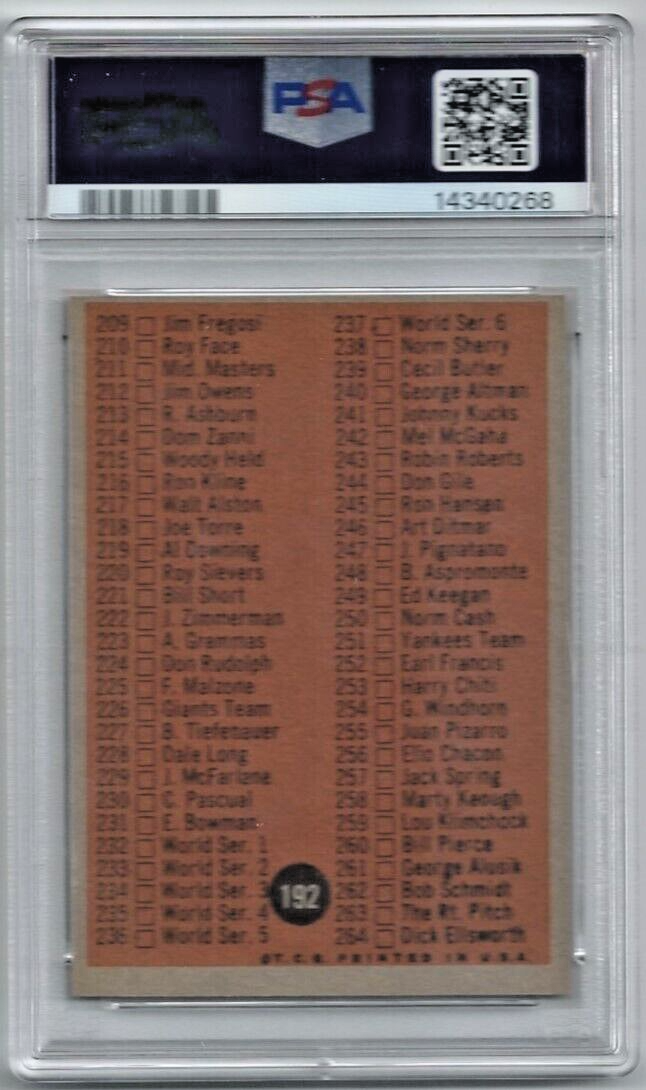 PSA
14340268
209 Jim Fregosi
210 Roy Face
211 Mid. Masters
212 Jim Owens
213 R. Ashburn
214 Dom Zanni
215 Woody Held
216 Ron Kline
217 Walt Alston
218 Joe Torre
219 Al Downing
220 Roy Sievers
221 Bill Short
222 J. Zimmerman
223 A. Grammas
224 Don Rudolph
225 F. Malzone
226 Giants Team
227 B. Tiefenauer
228 Dale Long
229 J. McFarlane
230 C. Pascual
231 E. Bowman
232 World Ser. 1
233 World Ser. 2
234 World Ser. 3
235 World Ser. 4
236 World Ser. 5
192
237 World Ser. 6
238 Norm Sherry
239 Cecil Butler
240 George Altman
241 Johnny Kucks
242 Mel McGaha
243 Robin Roberts
244 Don Gile
245 Ron Hansen
246 Art Ditmar
247 J. Pignatano
248 B. Aspromonte
249 Ed Keegan
250 Norm Cash
251 Yankees Team
252 Earl Francis
253 Harry Chiti
254 G. Windhorn
255 Juan Pizarro
256 Elio Chacon
257 Jack Spring
258 Marty Keough
259 Lou Klimchock
260 Bill Pierce
261 George Alusik
262 Bob Schmidt
263 The Rt. Pitch
264 Dick Ellsworth
©T.C.G. PRINTED IN U.S.A.